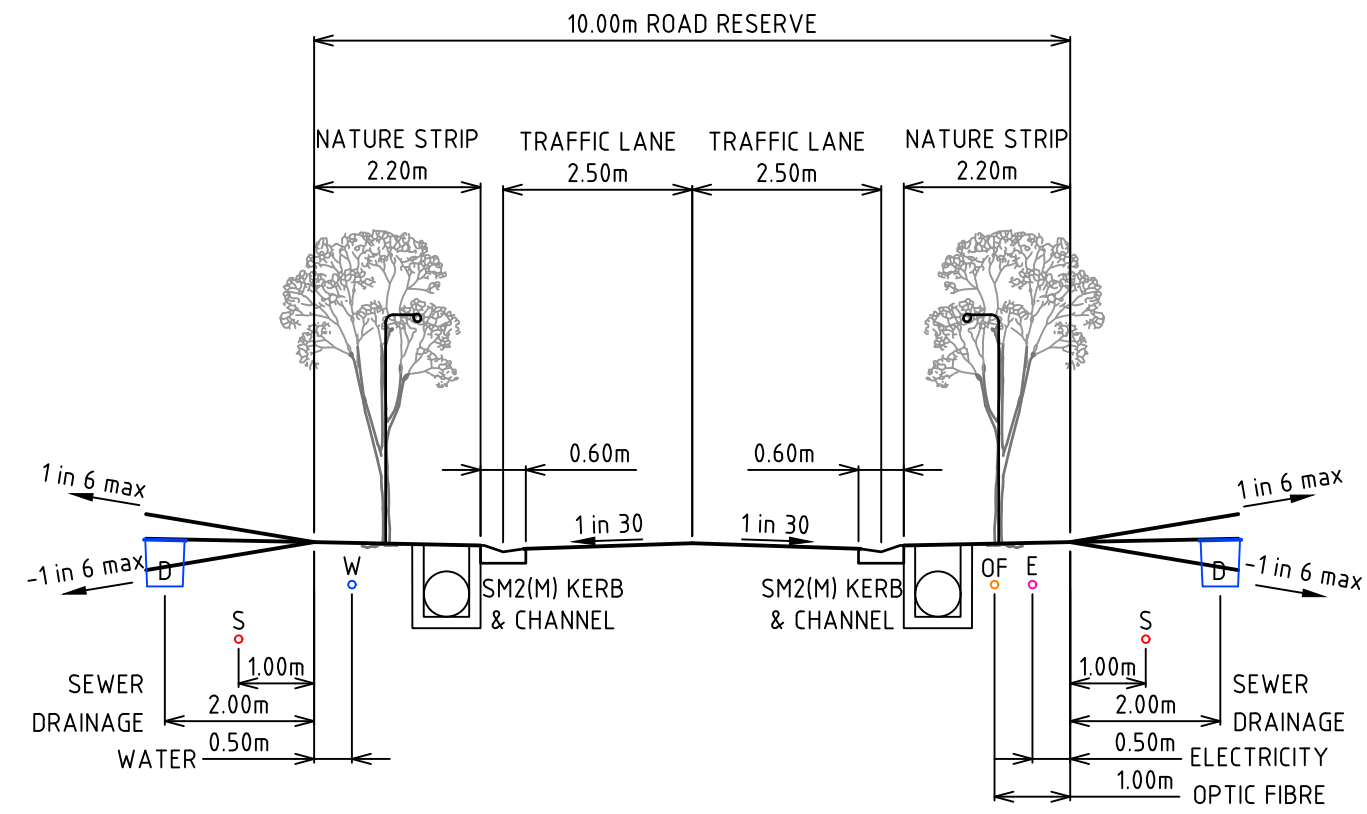 10.00m ROAD RESERVE
NATURE STRIP
2.20m
TRAFFIC LANE
2.50m
TRAFFIC LANE
2.50m
NATURE STRIP
2.20m
0.60m
0.60m
1 in 6 max
1 in 6 max
1 in 30
1 in 30
-1 in 6 max
D
W
SM2(M) KERB
& CHANNEL
SM2(M) KERB
& CHANNEL
OF
E
D
-1 in 6 max
S
S
1.00m
1.00m
SEWER
SEWER
2.00m
2.00m
DRAINAGE
DRAINAGE
0.50m
0.50m
WATER
ELECTRICITY
1.00m
OPTIC FIBRE